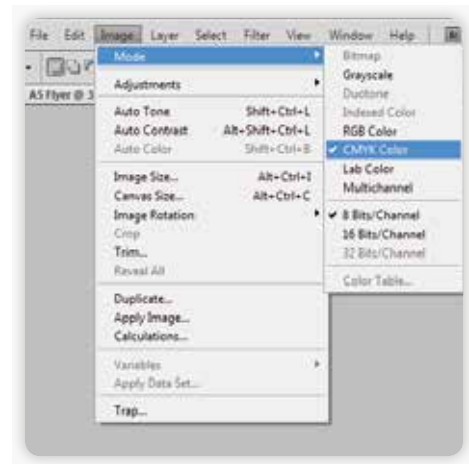 File Edit Image Layer Select Filter View Window Help Br
A5 Flyer @ 3
Mode
Adjustments
Auto Tone Shift+Ctrl+L
Auto Contrast Alt+Shift+Ctrl+L
Auto Color Shift+Ctrl+B
Image Size... Alt+Ctrl+I
Canvas Size... Alt+Ctrl+C
Image Rotation
Crop
Trim...
Reveal All
Duplicate...
Apply Image...
Calculations...
Variables
Apply Data Set...
Trap...
Bitmap
Grayscale
Duotone
Indexed Color
RGB Color
CMYK Color
Lab Color
Multichannel
8 Bits/Channel
16 Bits/Channel
32 Bits/Channel
Color Table...